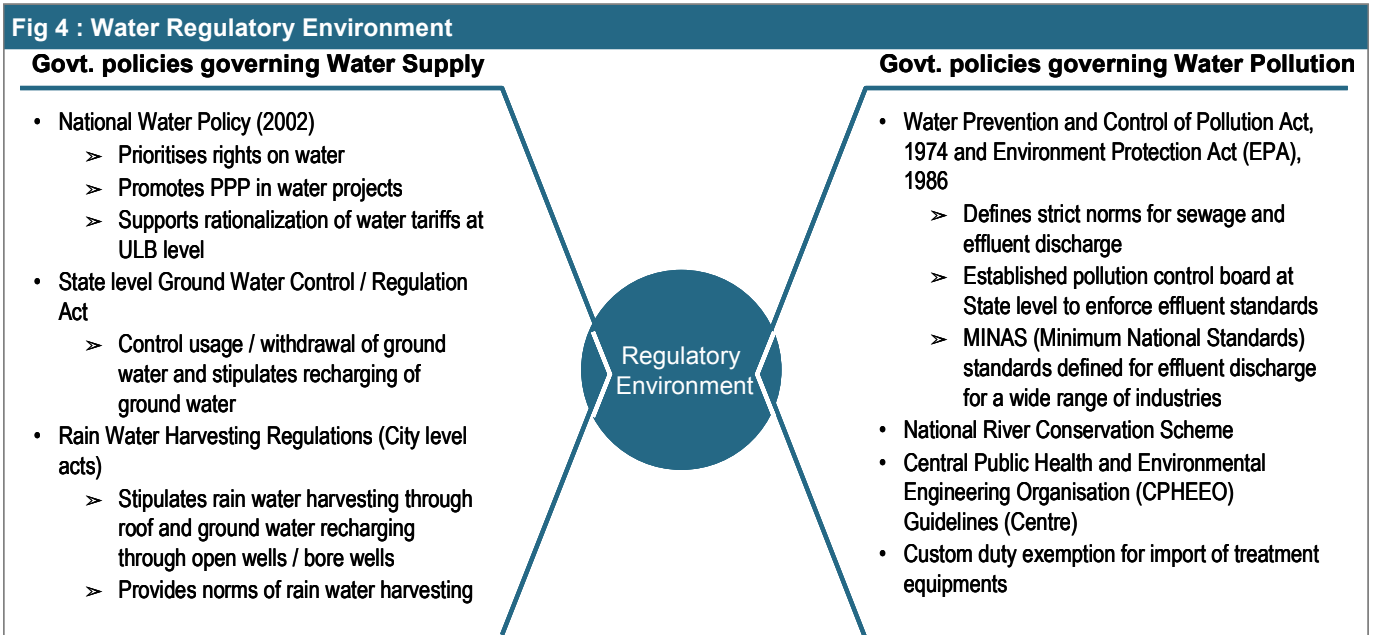 Fig 4 : Water Regulatory Environment
Govt. policies governing Water Supply
• National Water Policy (2002)
➢ Prioritises rights on water
➢ Promotes PPP in water projects
➢ Supports rationalization of water tariffs at
ULB level
• State level Ground Water Control / Regulation
Act
➢ Control usage / withdrawal of ground
water and stipulates recharging of
ground water
• Rain Water Harvesting Regulations (City level
acts)
➢ Stipulates rain water harvesting through
roof and ground water recharging
through open wells / bore wells
➢ Provides norms of rain water harvesting
Regulatory
Environment
Govt. policies governing Water Pollution
• Water Prevention and Control of Pollution Act,
1974 and Environment Protection Act (EPA),
1986
➢ Defines strict norms for sewage and
effluent discharge
➢ Established pollution control board at
State level to enforce effluent standards
➢ MINAS (Minimum National Standards)
standards defined for effluent discharge
for a wide range of industries
• National River Conservation Scheme
• Central Public Health and Environmental
Engineering Organisation (CPHEEO)
Guidelines (Centre)
• Custom duty exemption for import of treatment
equipments